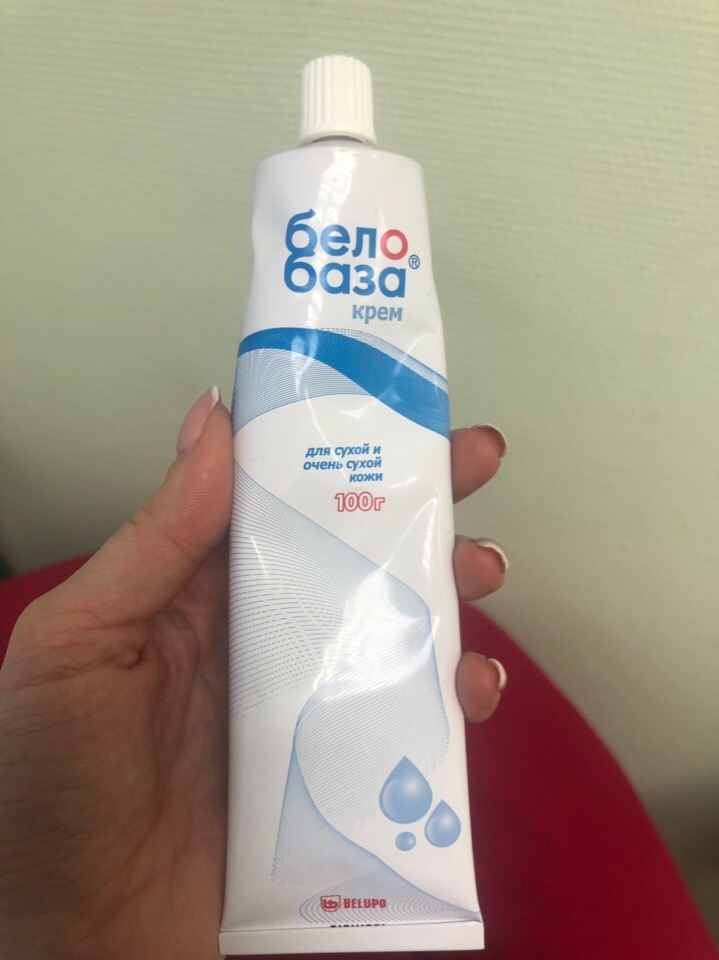 бело
база®
крем
для сухой и
очень сухой
кожи
100г
BELUPO